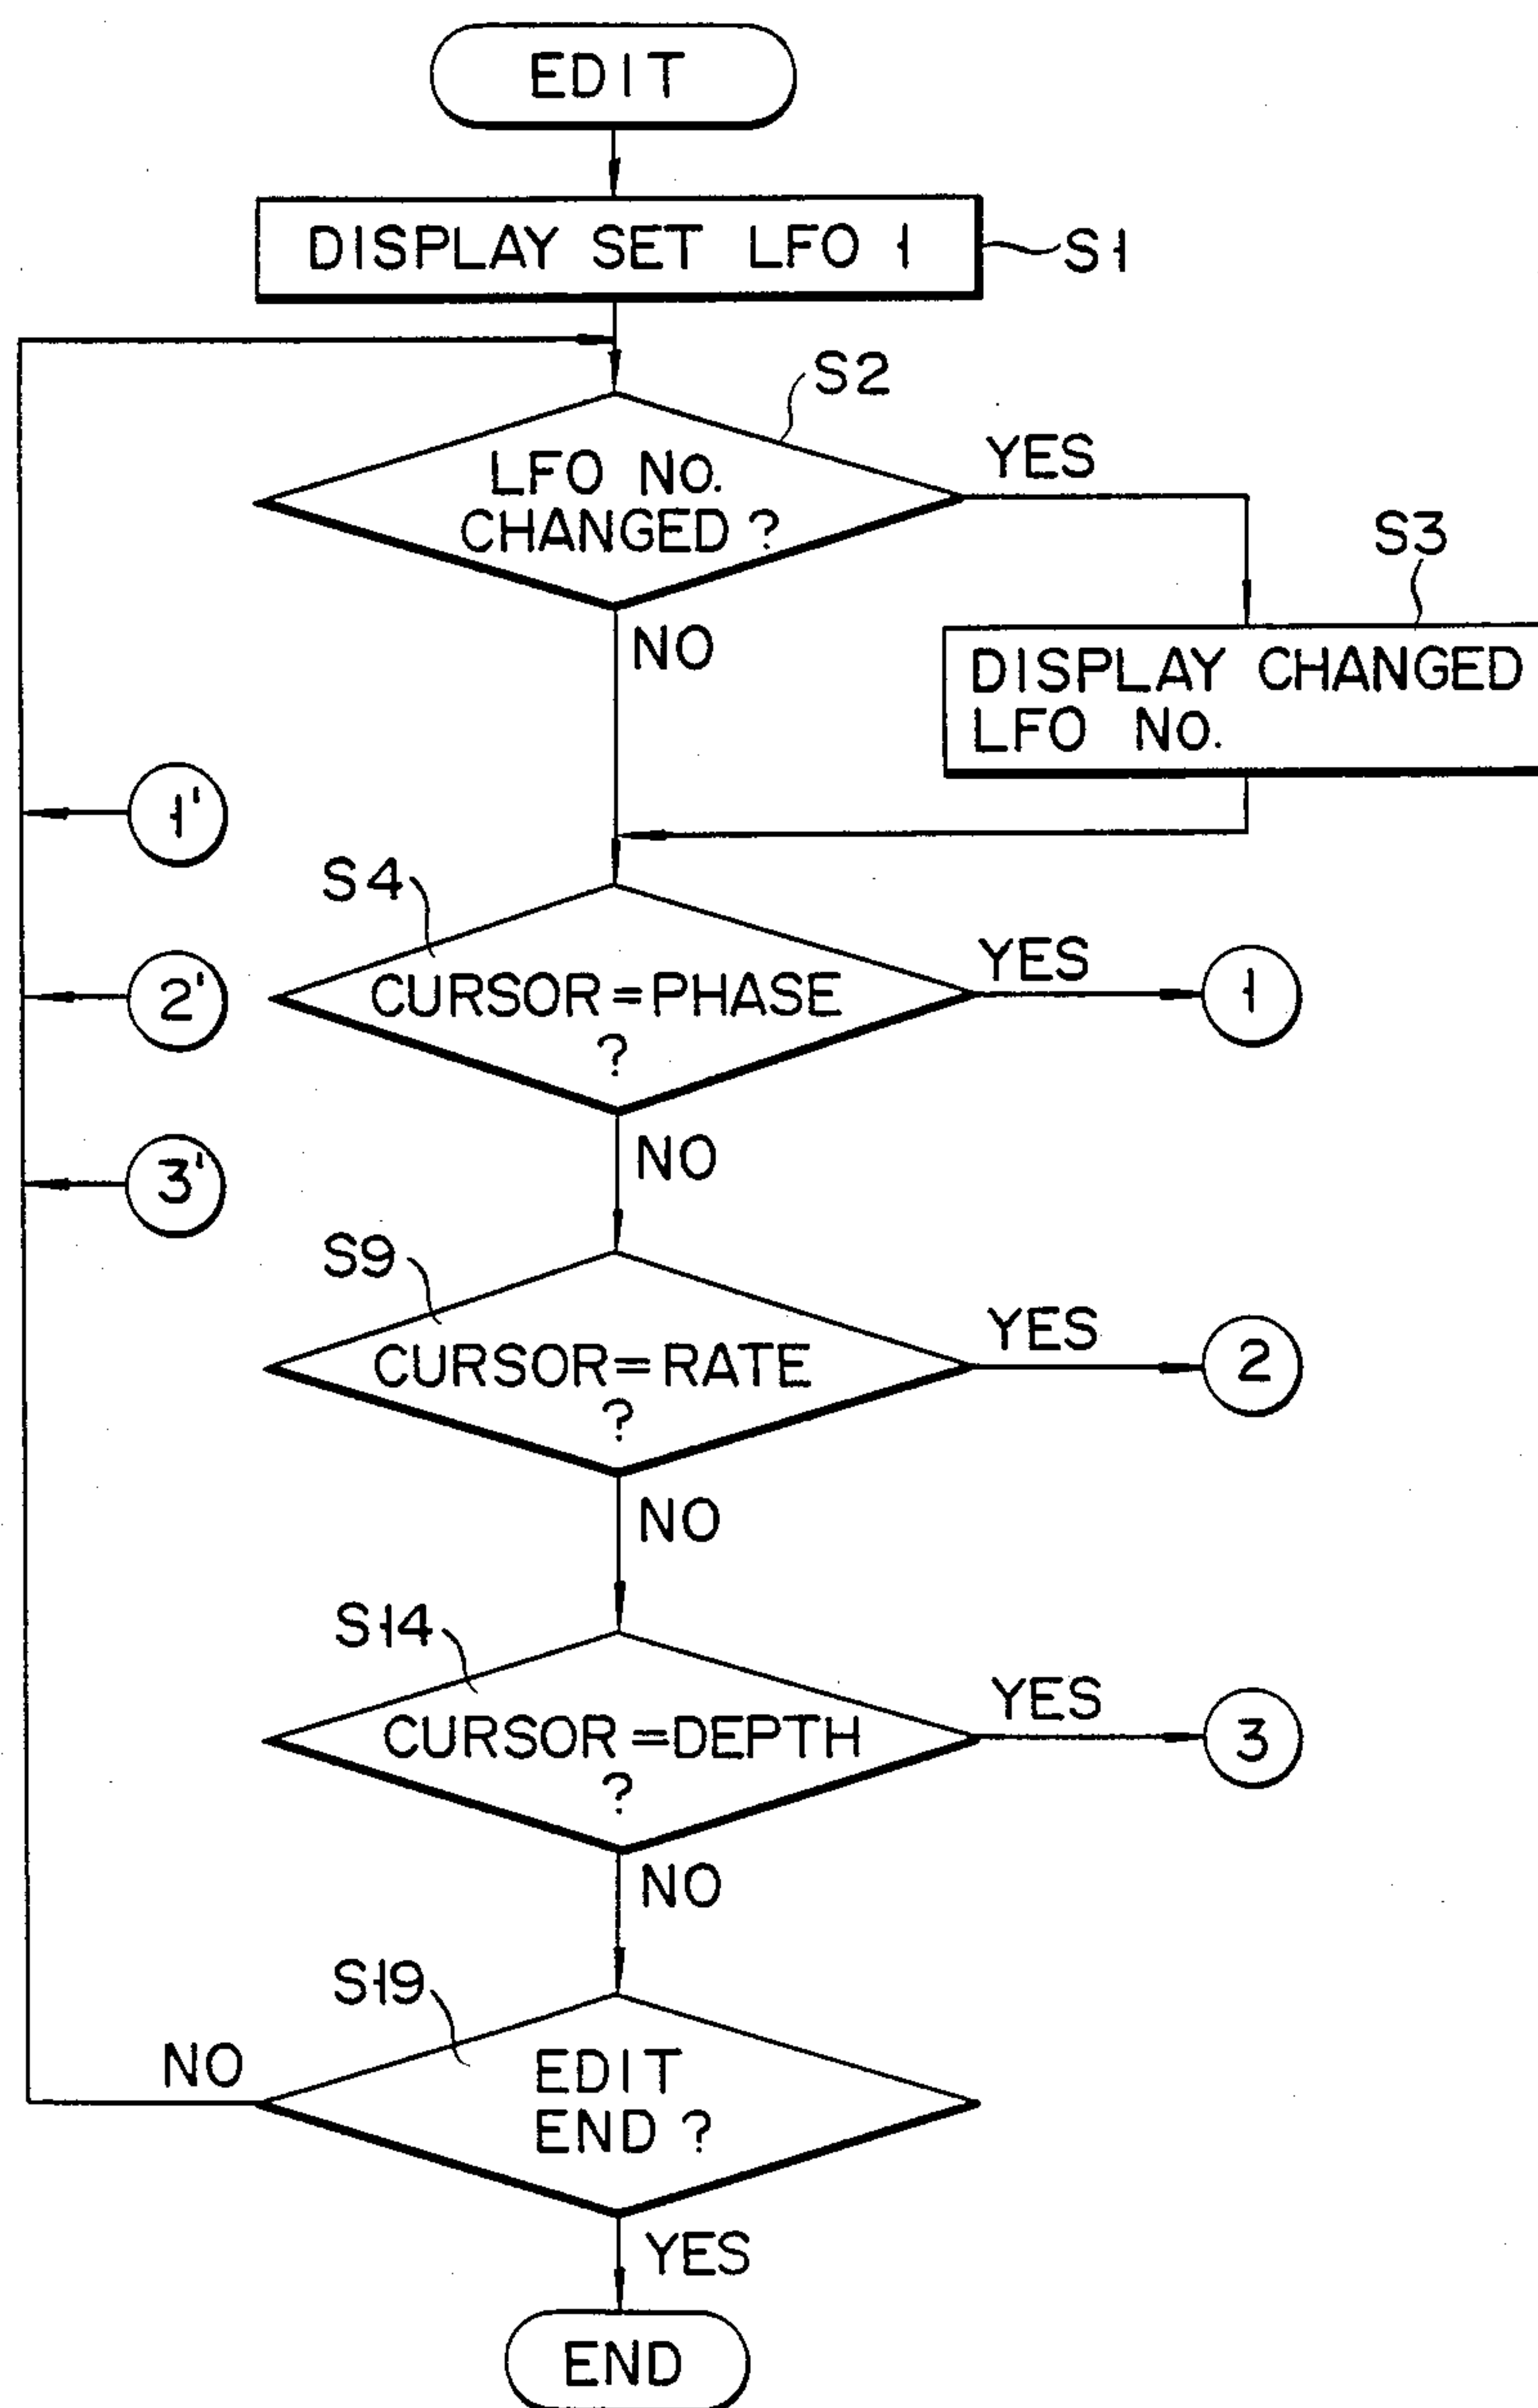 EDIT
DISPLAY SET LFO 1
S1
S2
LFO No.
CHANGED ?
YES
S3
NO
DISPLAY CHANGED
LFO No.
1'
S4
CURSOR=PHASE
?
YES
1
2'
NO
3'
S9
CURSOR=RATE
?
YES
2
NO
S14
CURSOR=DEPTH
?
YES
3
NO
S19
EDIT
END ?
NO
YES
END